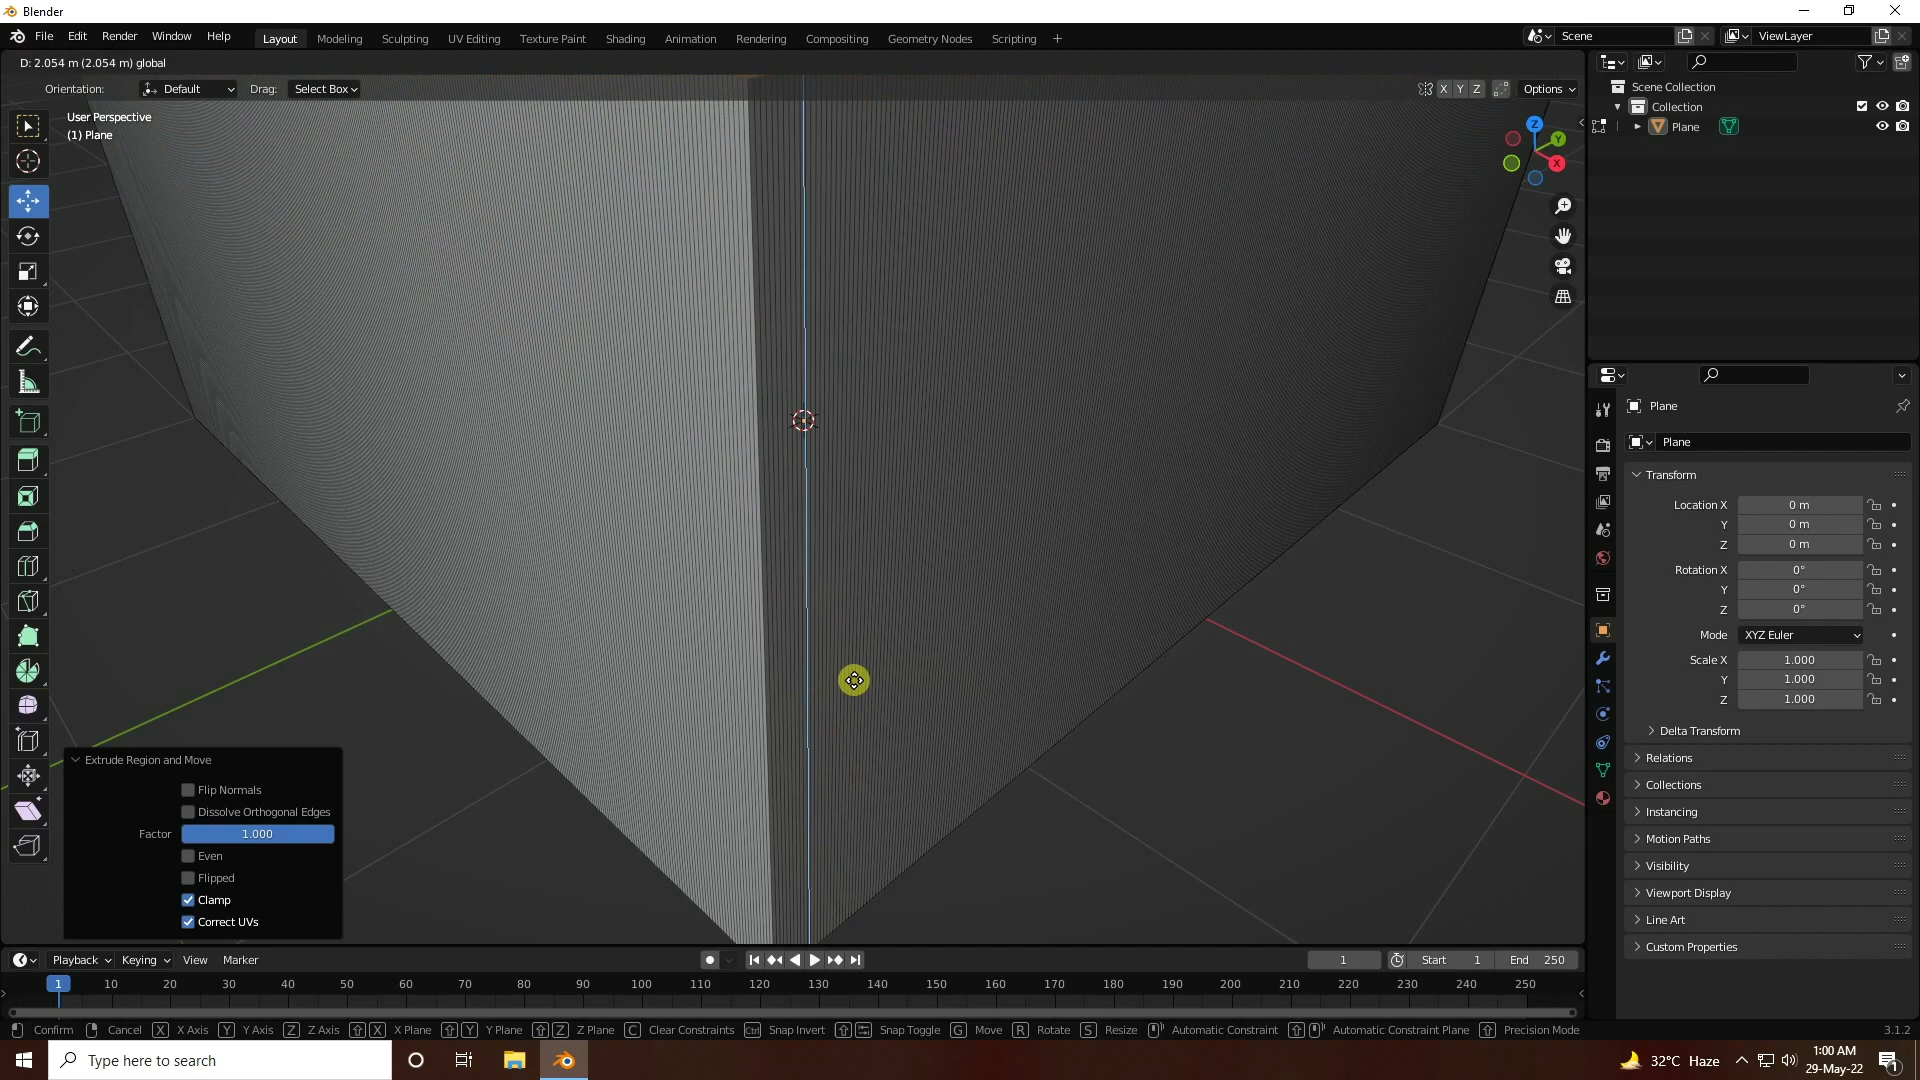 Blender
File Edit Render Window Help Layout Modeling Sculpting UV Editing Texture Paint Shading Animation Rendering Compositing Geometry Nodes Scripting + Scene ViewLayer
D: 2.054 m (2.054 m) global
Orientation: Default Drag: Select Box X Y Z Options
User Perspective
(1) Plane
Scene Collection
Collection
Plane
Z
Y
X
Plane
Plane
Transform
Location X 0 m
Y 0 m
Z 0 m
Rotation X 0°
Y 0°
Z 0°
Mode XYZ Euler
Scale X 1.000
Y 1.000
Z 1.000
Delta Transform
Relations
Collections
Instancing
Motion Paths
Visibility
Viewport Display
Line Art
Custom Properties
Extrude Region and Move
Flip Normals
Dissolve Orthogonal Edges
Factor 1.000
Even
Flipped
Clamp
Correct UVs
Playback Keying View Marker 1 Start 1 End 250
1 10 20 30 40 50 60 70 80 90 100 110 120 130 140 150 160 170 180 190 200 210 220 230 240 250
Confirm Cancel X X Axis Y Y Axis Z Z Axis X X Plane Y Y Plane Z Z Plane C Clear Constraints Ctrl Snap Invert Snap Toggle G Move R Rotate S Resize Automatic Constraint Automatic Constraint Plane Precision Mode 3.1.2
Type here to search 32°C Haze 1:00 AM
29-May-22 1